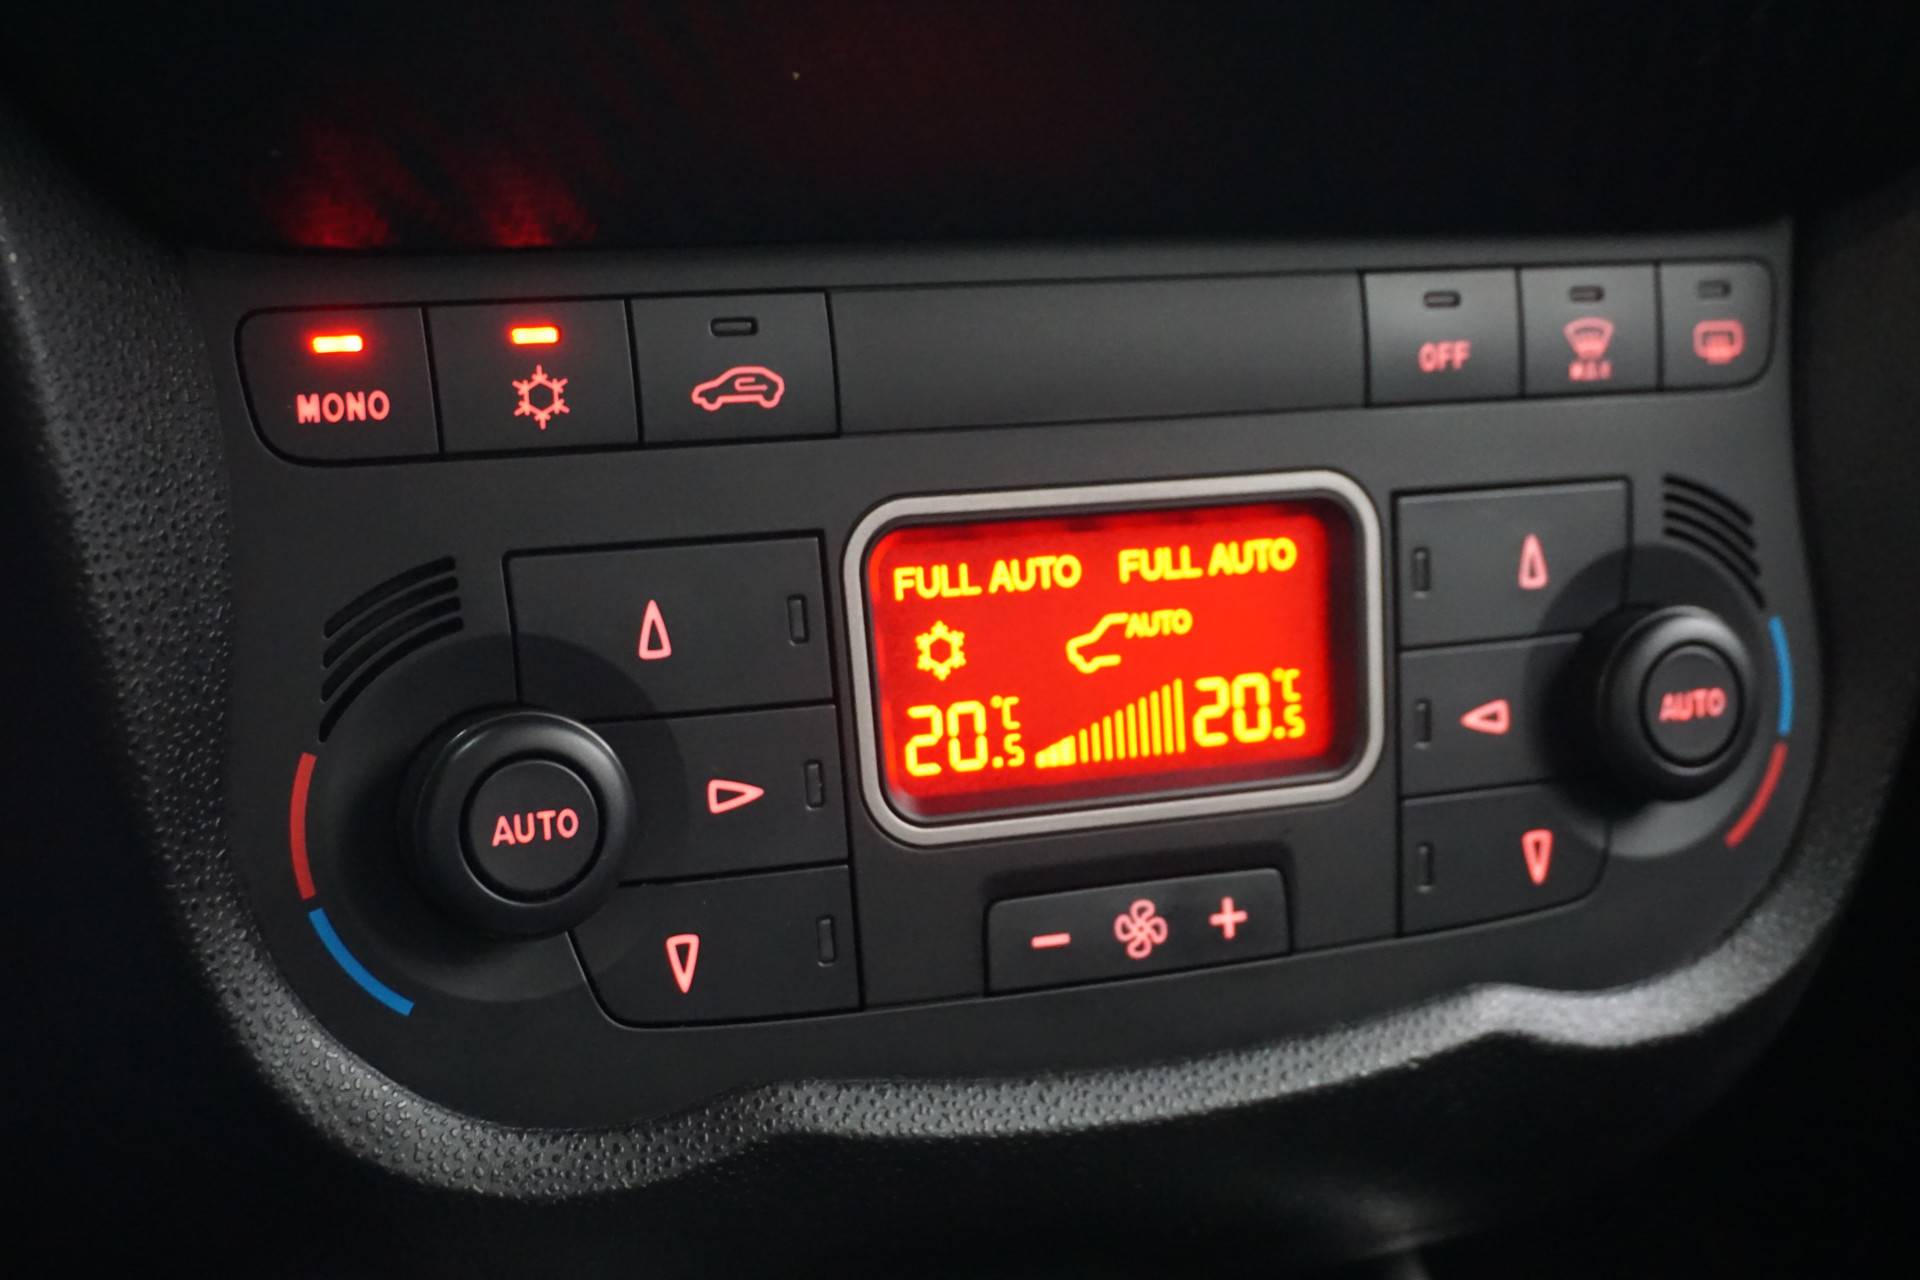 MONO
OFF
FULL AUTO FULL AUTO
AUTO
20.5 °C 20.5 °C
AUTO
AUTO
- +